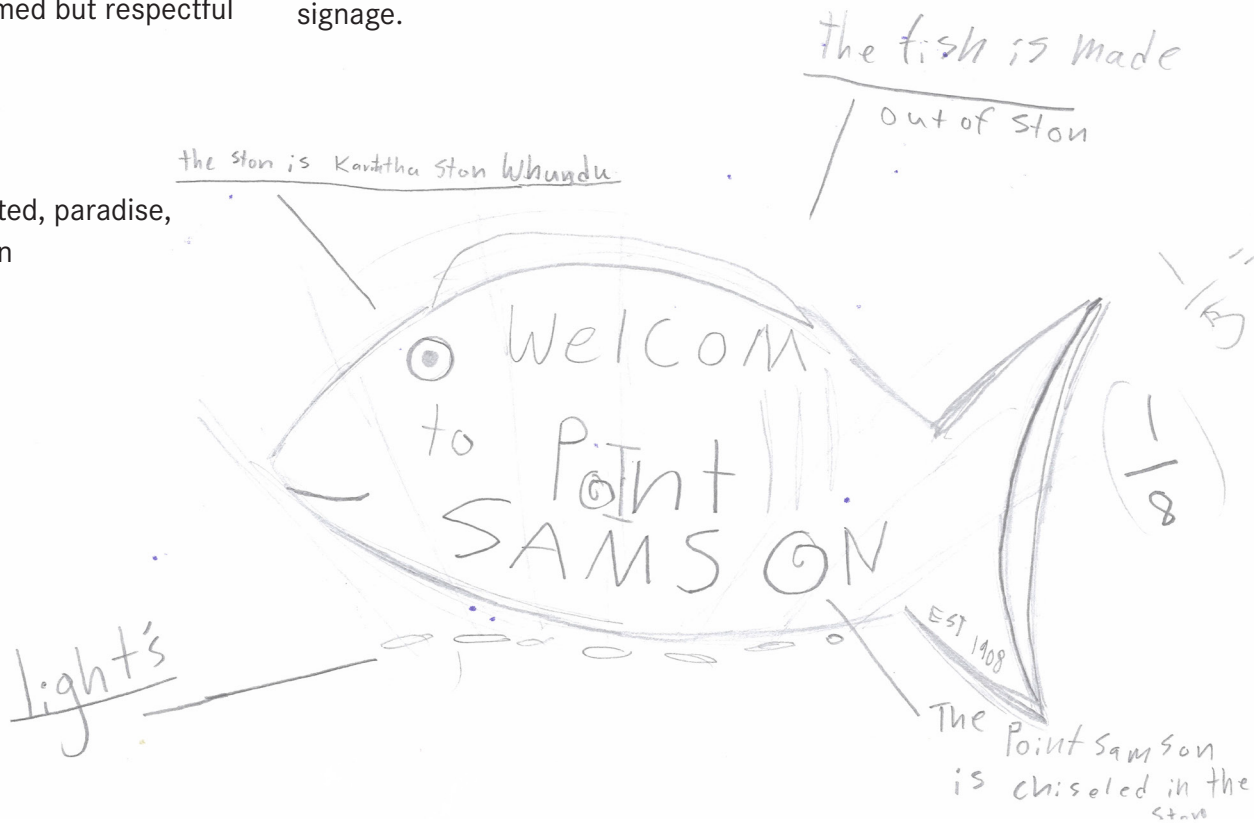 med but respectful
signage.
ted, paradise,
n
the fish is made
out of Ston
the Ston is Ston Whundu
Welcom
to Point
SAMSON
1
8
EST 1908
light's
The Point Samson
is chiseled in the
Ston